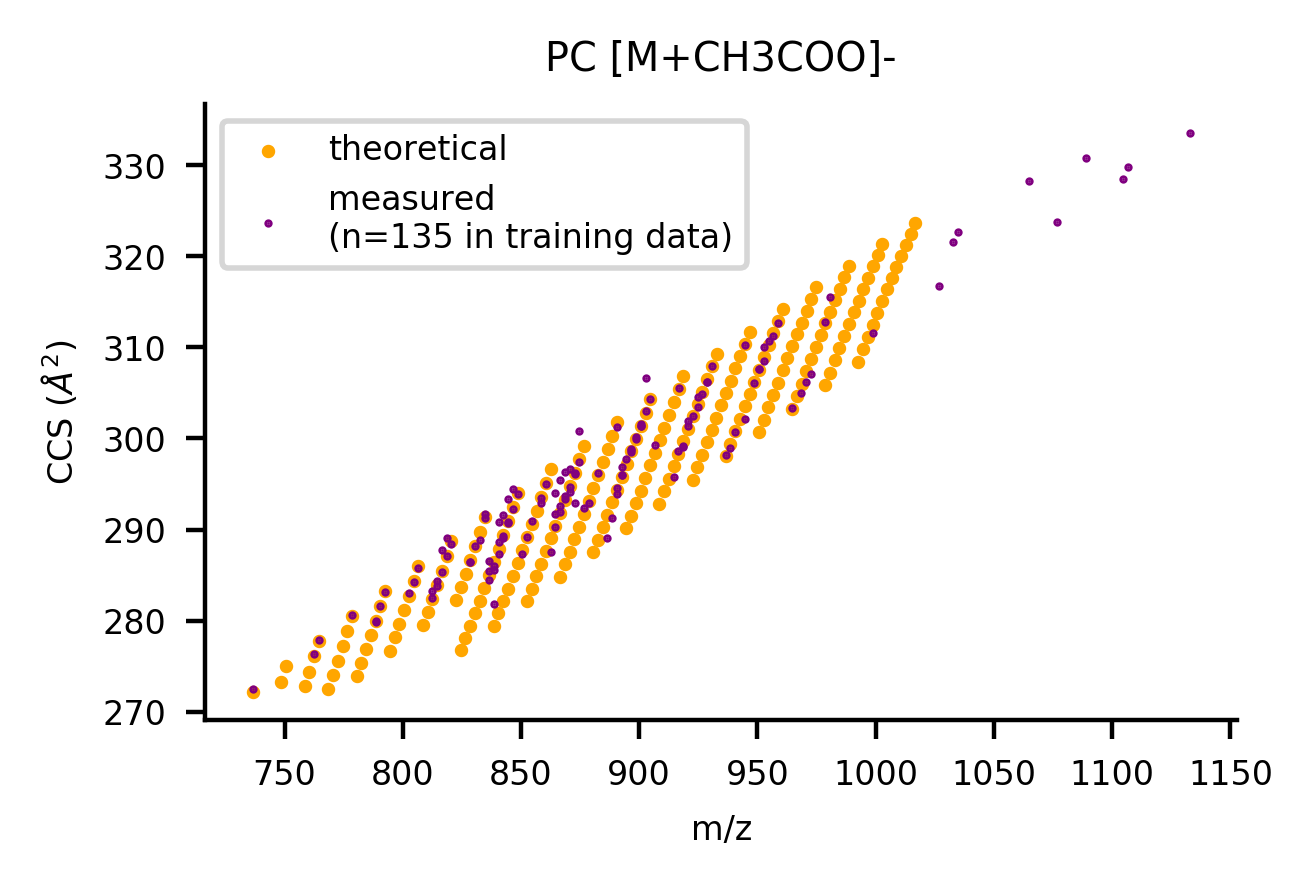 PC [M+CH3COO]-
theoretical
measured
(n=135 in training data)
CCS (Å²)
330
320
310
300
290
280
270
750 800 850 900 950 1000 1050 1100 1150
m/z